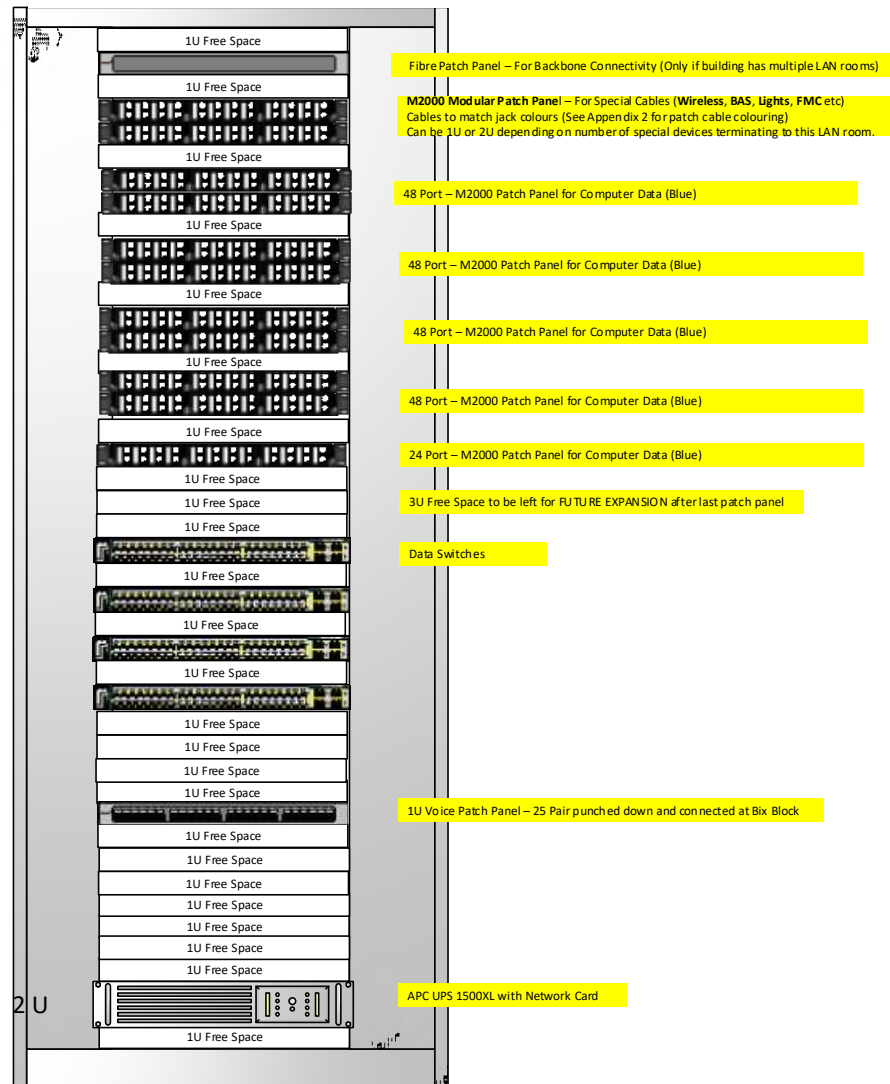 1U Free Space
Fibre Patch Panel – For Backbone Connectivity (Only if building has multiple LAN rooms)
1U Free Space
M2000 Modular Patch Panel – For Special Cables (Wireless, BAS, Lights, FMC etc)
Cables to match jack colours (See Appendix 2 for patch cable colouring)
Can be 1U or 2U depending on number of special devices terminating to this LAN room.
1U Free Space
48 Port – M2000 Patch Panel for Computer Data (Blue)
1U Free Space
48 Port – M2000 Patch Panel for Computer Data (Blue)
1U Free Space
48 Port – M2000 Patch Panel for Computer Data (Blue)
1U Free Space
48 Port – M2000 Patch Panel for Computer Data (Blue)
1U Free Space
24 Port – M2000 Patch Panel for Computer Data (Blue)
1U Free Space
1U Free Space
3U Free Space to be left for FUTURE EXPANSION after last patch panel
1U Free Space
Data Switches
1U Free Space
1U Free Space
1U Free Space
1U Free Space
1U Free Space
1U Free Space
1U Free Space
1U Voice Patch Panel – 25 Pair punched down and connected at Bix Block
1U Free Space
1U Free Space
1U Free Space
1U Free Space
1U Free Space
1U Free Space
1U Free Space
2 U
APC UPS 1500XL with Network Card
1U Free Space